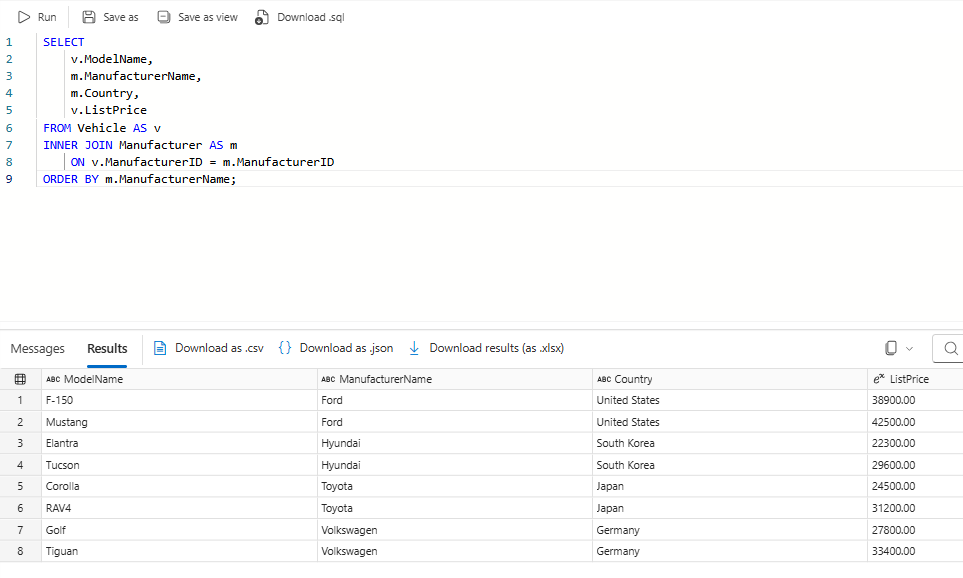 Run Save as Save as view Download .sql
1 SELECT
2 v.ModelName,
3 m.ManufacturerName,
4 m.Country,
5 v.ListPrice
6 FROM Vehicle AS v
7 INNER JOIN Manufacturer AS m
8 ON v.ManufacturerID = m.ManufacturerID
9 ORDER BY m.ManufacturerName;
Messages Results Download as .csv {} Download as .json Download results (as .xlsx)
ABC ModelName ABC ManufacturerName ABC Country eˣ ListPrice
1 F-150 Ford United States 38900.00
2 Mustang Ford United States 42500.00
3 Elantra Hyundai South Korea 22300.00
4 Tucson Hyundai South Korea 29600.00
5 Corolla Toyota Japan 24500.00
6 RAV4 Toyota Japan 31200.00
7 Golf Volkswagen Germany 27800.00
8 Tiguan Volkswagen Germany 33400.00